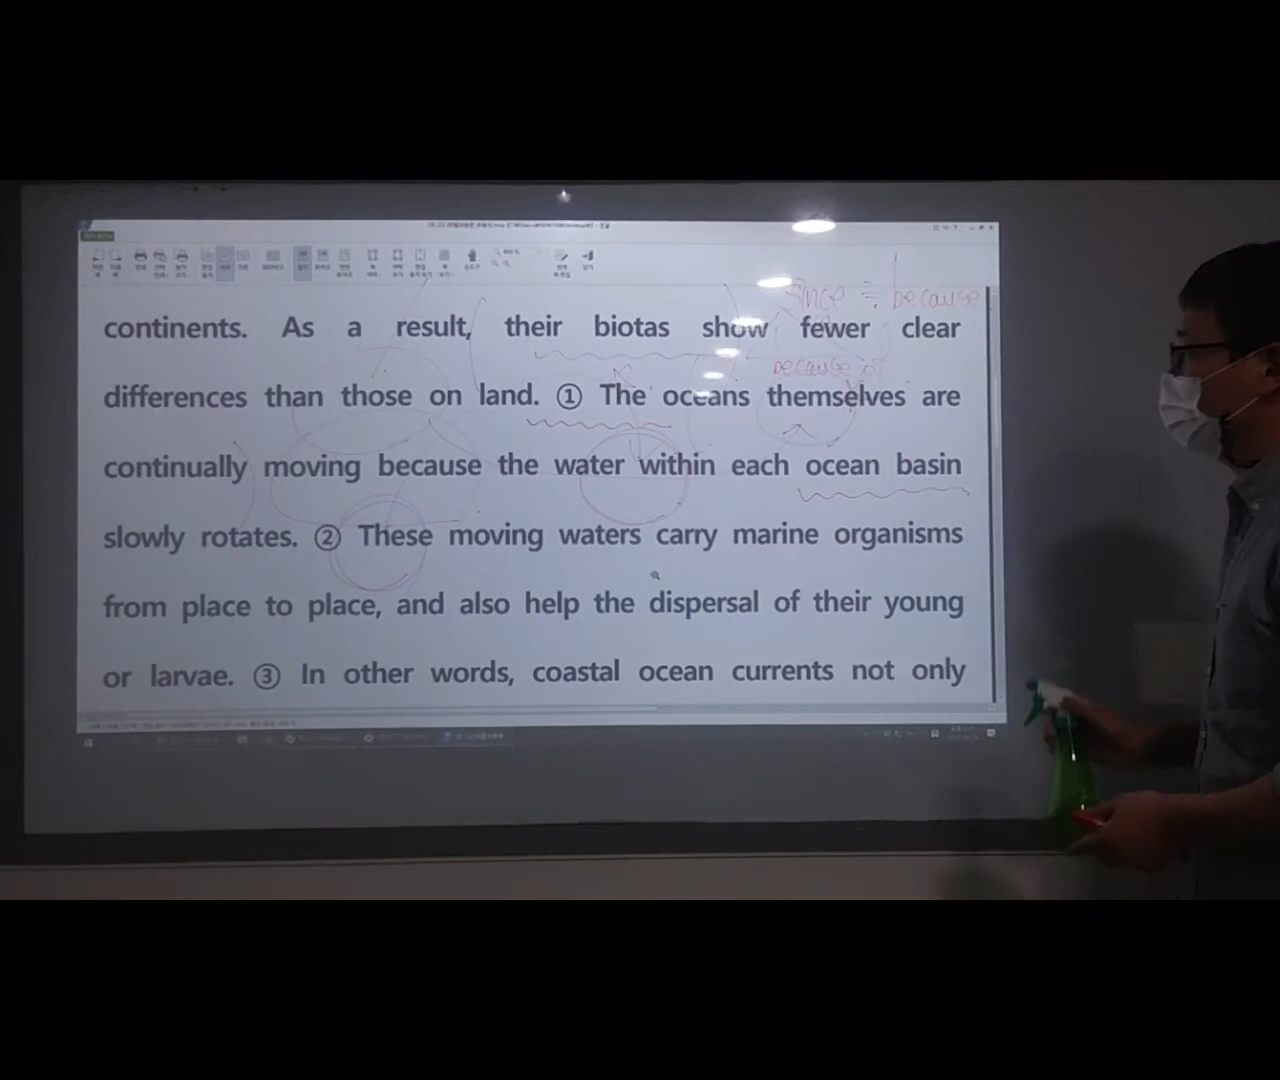 since ≒ because
continents. As a result, their biotas show fewer clear
because of
differences than those on land. ① The oceans themselves are
continually moving because the water within each ocean basin
slowly rotates. ② These moving waters carry marine organisms
from place to place, and also help the dispersal of their young
or larvae. ③ In other words, coastal ocean currents not only